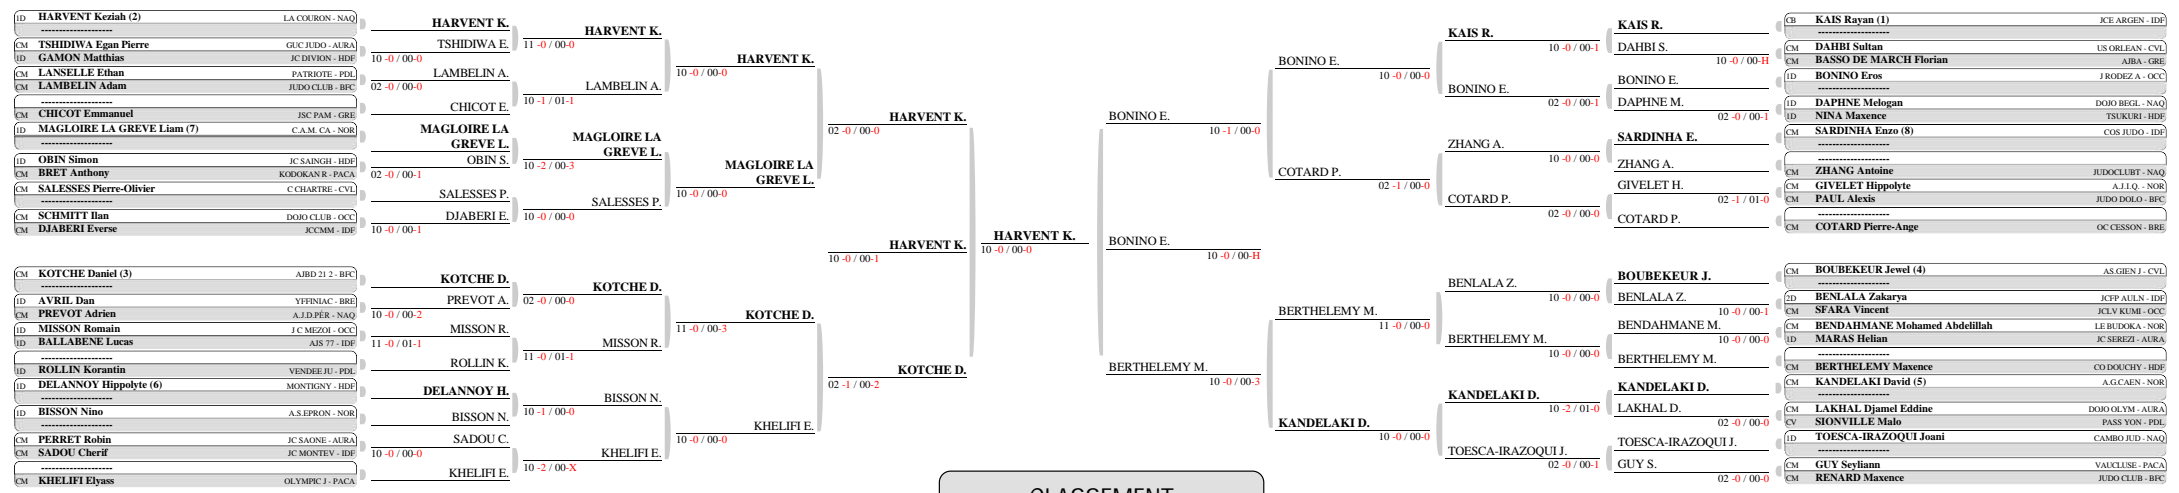 1D HARVENT Keziah (2) LA COURON - NAQ
--------------------
CM TSHIDIWA Egan Pierre GUC JUDO - AURA
1D GAMON Matthias JC DIVION - HDF
CM LANSELLE Ethan PATRIOTE - PDL
CM LAMBELIN Adam JUDO CLUB - BFC
--------------------
CM CHICOT Emmanuel JSC PAM - GRE
1D MAGLOIRE LA GREVE Liam (7) C.A.M. CA - NOR
--------------------
1D OBIN Simon JC SAINGH - HDF
CM BRET Anthony KODOKAN R - PACA
CM SALESSES Pierre-Olivier C CHARTRE - CVL
--------------------
CM SCHMITT Ilan DOJO CLUB - OCC
CM DJABERI Everse JCCMM - IDF
CM KOTCHE Daniel (3) AJBD 21 2 - BFC
--------------------
1D AVRIL Dan YFFINIAC - BRE
CM PREVOT Adrien A.J.D.PÉR - NAQ
1D MISSON Romain J C MEZOI - OCC
1D BALLABENE Lucas AJS 77 - IDF
--------------------
1D ROLLIN Korantin VENDEE JU - PDL
1D DELANNOY Hippolyte (6) MONTIGNY - HDF
--------------------
1D BISSON Nino A.S.EPRON - NOR
--------------------
CM PERRET Robin JC SAONE - AURA
CM SADOU Cherif JC MONTEV - IDF
--------------------
CM KHELIFI Elyass OLYMPIC J - PACA
HARVENT K.
TSHIDIWA E.
10 -0 / 00-0
LAMBELIN A.
02 -0 / 00-0
CHICOT E.
MAGLOIRE LA
GREVE L.
OBIN S.
02 -0 / 00-1
SALESSES P.
DJABERI E.
10 -0 / 00-1
KOTCHE D.
PREVOT A.
10 -0 / 00-2
MISSON R.
11 -0 / 01-1
ROLLIN K.
DELANNOY H.
BISSON N.
SADOU C.
10 -0 / 00-0
KHELIFI E.
HARVENT K.
11 -0 / 00-0
LAMBELIN A.
10 -1 / 01-1
MAGLOIRE LA
GREVE L.
10 -2 / 00-3
SALESSES P.
10 -0 / 00-0
KOTCHE D.
02 -0 / 00-0
MISSON R.
11 -0 / 01-1
BISSON N.
10 -1 / 00-0
KHELIFI E.
10 -2 / 00-X
HARVENT K.
10 -0 / 00-0
MAGLOIRE LA
GREVE L.
10 -0 / 00-0
KOTCHE D.
11 -0 / 00-3
KHELIFI E.
10 -0 / 00-0
HARVENT K.
02 -0 / 00-0
HARVENT K.
10 -0 / 00-1
KOTCHE D.
02 -1 / 00-2
HARVENT K.
10 -0 / 00-0
BONINO E.
10 -1 / 00-0
BONINO E.
10 -0 / 00-H
BERTHELEMY M.
10 -0 / 00-3
BONINO E.
10 -0 / 00-0
COTARD P.
02 -1 / 00-0
BERTHELEMY M.
11 -0 / 00-0
KANDELAKI D.
10 -0 / 00-0
KAIS R.
10 -0 / 00-1
BONINO E.
02 -0 / 00-1
ZHANG A.
10 -0 / 00-0
COTARD P.
02 -0 / 00-0
BENLALA Z.
10 -0 / 00-0
BERTHELEMY M.
10 -0 / 00-0
KANDELAKI D.
10 -2 / 01-0
TOESCA-IRAZOQUI J.
02 -0 / 00-1
KAIS R.
DAHBI S.
10 -0 / 00-H
BONINO E.
DAPHNE M.
02 -0 / 00-1
SARDINHA E.
ZHANG A.
GIVELET H.
02 -1 / 01-0
COTARD P.
BOUBEKEUR J.
BENLALA Z.
10 -0 / 00-1
BENDAHMANE M.
10 -0 / 00-0
BERTHELEMY M.
KANDELAKI D.
LAKHAL D.
02 -0 / 00-0
TOESCA-IRAZOQUI J.
GUY S.
02 -0 / 00-0
CB KAIS Rayan (1) JCE ARGEN - IDF
--------------------
CM DAHBI Sultan US ORLEAN - CVL
CM BASSO DE MARCH Florian AJBA - GRE
1D BONINO Eros J RODEZ A - OCC
--------------------
1D DAPHNE Melogan DOJO BEGL - NAQ
1D NINA Maxence TSUKURI - HDF
CM SARDINHA Enzo (8) COS JUDO - IDF
--------------------
--------------------
CM ZHANG Antoine JUDOCLUBT - NAQ
CM GIVELET Hippolyte A.J.I.Q. - NOR
CM PAUL Alexis JUDO DOLO - BFC
--------------------
CM COTARD Pierre-Ange OC CESSON - BRE
CM BOUBEKEUR Jewel (4) AS.GIEN J - CVL
--------------------
2D BENLALA Zakarya JCFP AULN - IDF
CM SFARA Vincent JCLV KUMI - OCC
CM BENDAHMANE Mohamed Abdelillah LE BUDOKA - NOR
1D MARAS Helian JC SEREZI - AURA
--------------------
CM BERTHELEMY Maxence CO DOUCHY - HDF
CM KANDELAKI David (5) A.G.CAEN - NOR
--------------------
CM LAKHAL Djamel Eddine DOJO OLYM - AURA
CV SIONVILLE Malo PASS YON - PDL
1D TOESCA-IRAZOQUI Joani CAMBO JUD - NAQ
--------------------
CM GUY Seyliann VAUCLUSE - PACA
CM RENARD Maxence JUDO CLUB - BFC
CLASSEMENT